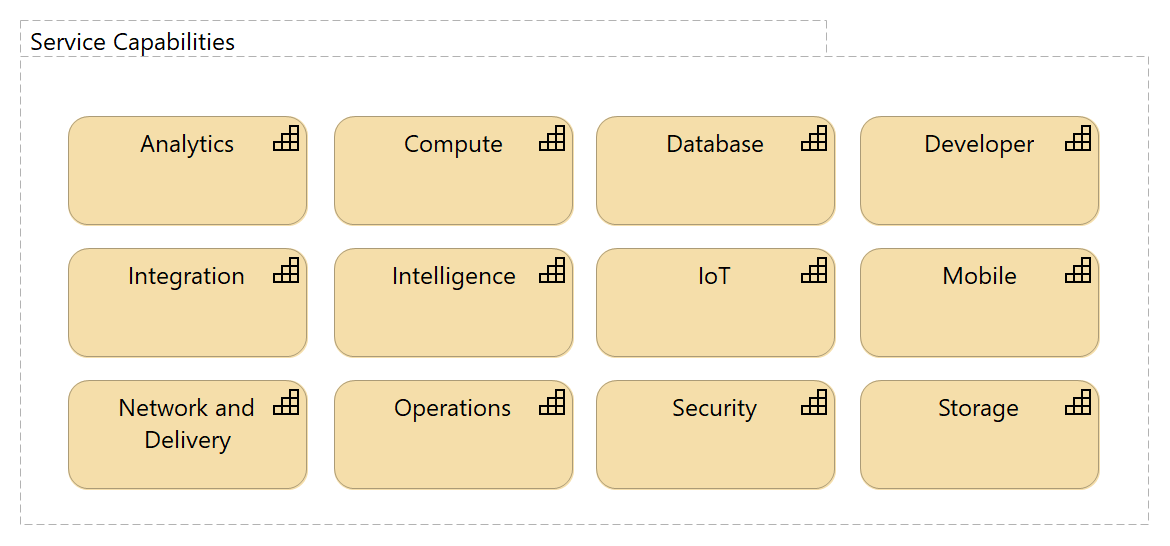 Service Capabilities
Analytics
Compute
Database
Developer
Integration
Intelligence
IoT
Mobile
Network and
Delivery
Operations
Security
Storage